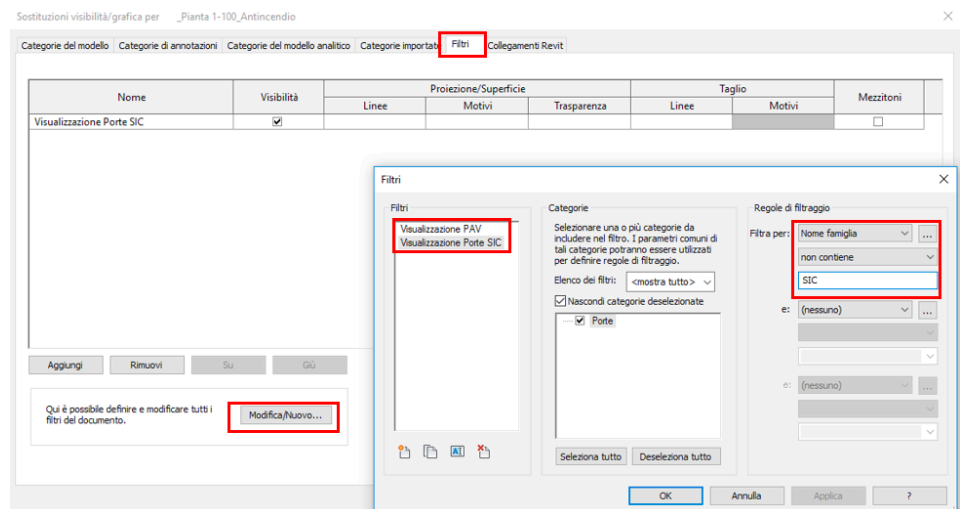 Sostituzioni visibilità/grafica per _Pianta 1-100_Antincendio
Categorie del modello Categorie di annotazioni Categorie del modello analitico Categorie importate Filtri Collegamenti Revit
Nome Visibilità Proiezione/Superficie Taglio Mezzitoni
Linee Motivi Trasparenza Linee Motivi
Visualizzazione Porte SIC
Aggiungi Rimuovi Su Giù
Qui è possibile definire e modificare tutti i
filtri del documento.
Modifica/Nuovo...
Filtri
Filtri
Visualizzazione PAV
Visualizzazione Porte SIC
Categorie
Selezionare una o più categorie da
includere nel filtro. I parametri comuni di
tali categorie potranno essere utilizzati
per definire regole di filtraggio.
Elenco dei filtri: <mostra tutto>
Nascondi categorie deselezionate
Porte
Seleziona tutto Deseleziona tutto
Regole di filtraggio
Filtra per: Nome famiglia ...
non contiene
SIC
e: (nessuno) ...
e: (nessuno) ...
OK Annulla Applica ?